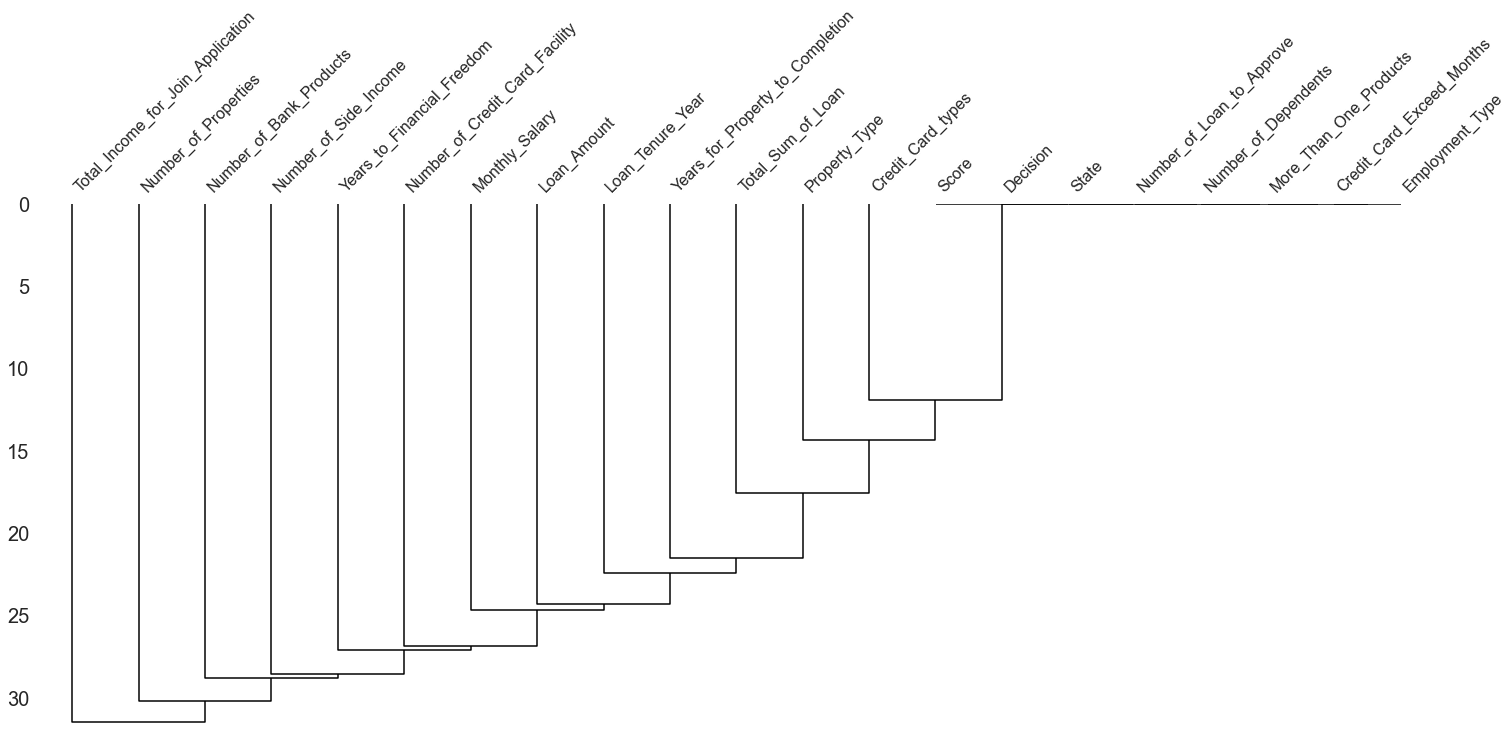 Total_Income_for_Join_Application
Number_of_Properties
Number_of_Bank_Products
Number_of_Side_Income
Years_to_Financial_Freedom
Number_of_Credit_Card_Facility
Monthly_Salary
Loan_Amount
Loan_Tenure_Year
Years_for_Property_to_Completion
Total_Sum_of_Loan
Property_Type
Credit_Card_types
Score
Decision
State
Number_of_Loan_to_Approve
Number_of_Dependents
More_Than_One_Products
Credit_Card_Exceed_Months
Employment_Type
0
5
10
15
20
25
30